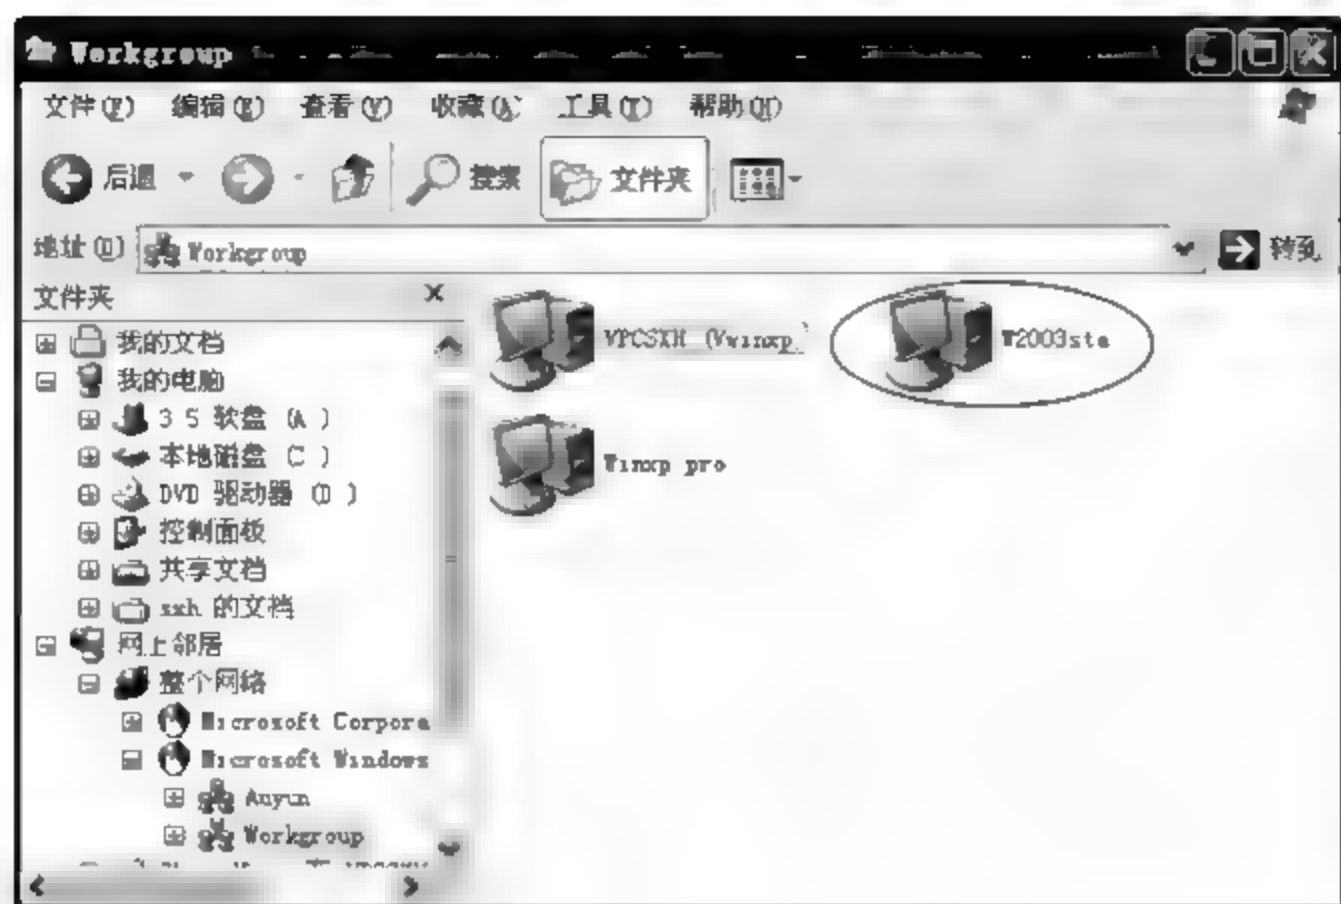 Workgroup
文件(F) 编辑(E) 查看(V) 收藏(A) 工具(T) 帮助(H)
后退 搜索 文件夹
地址(D) Workgroup 转到
文件夹
VPCSXH (Vwinxp)
W2003sta
我的文档
我的电脑
3 5 软盘 (A )
本地磁盘 (C )
DVD 驱动器 (D )
控制面板
共享文档
sxh 的文档
网上邻居
整个网络
Microsoft Corpora
Microsoft Windows
Anyun
Workgroup
Winxp pro